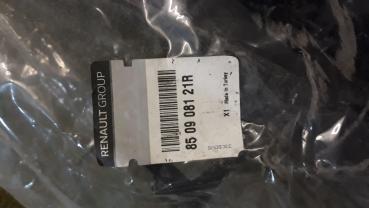 RENAULT GROUP
85 09 081 21R
X1 Made in Turkey